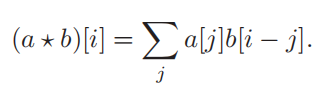 (a ⋆ b)[i] = ∑_j a[j]b[i − j].